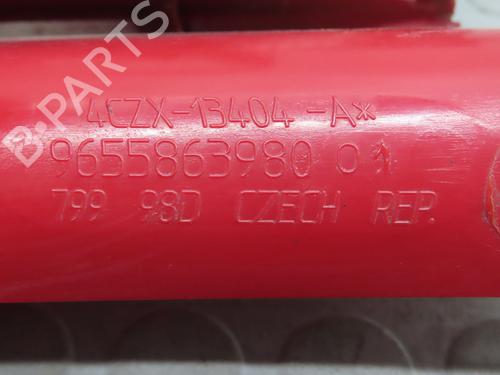 B-PARTS
4CZX-13404-A*
9655863980 01
799 98D CZECH REP.